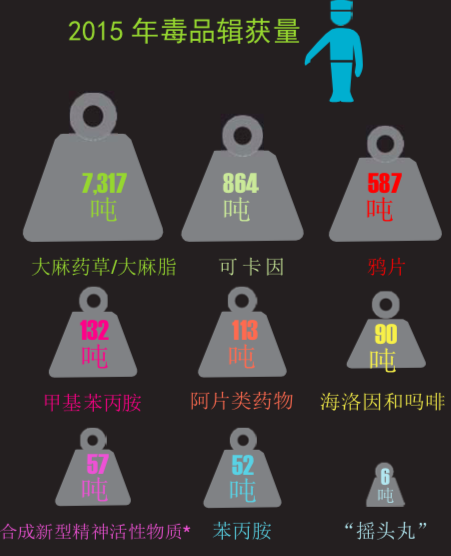 2015 年毒品辑获量
7,317 864 587
吨 吨 吨
大麻药草/大麻脂 可卡因 鸦片
132 113 90
吨 吨 吨
甲基苯丙胺 阿片类药物 海洛因和吗啡
57 52 6
吨 吨 吨
合成新型精神活性物质* 苯丙胺 “摇头丸”